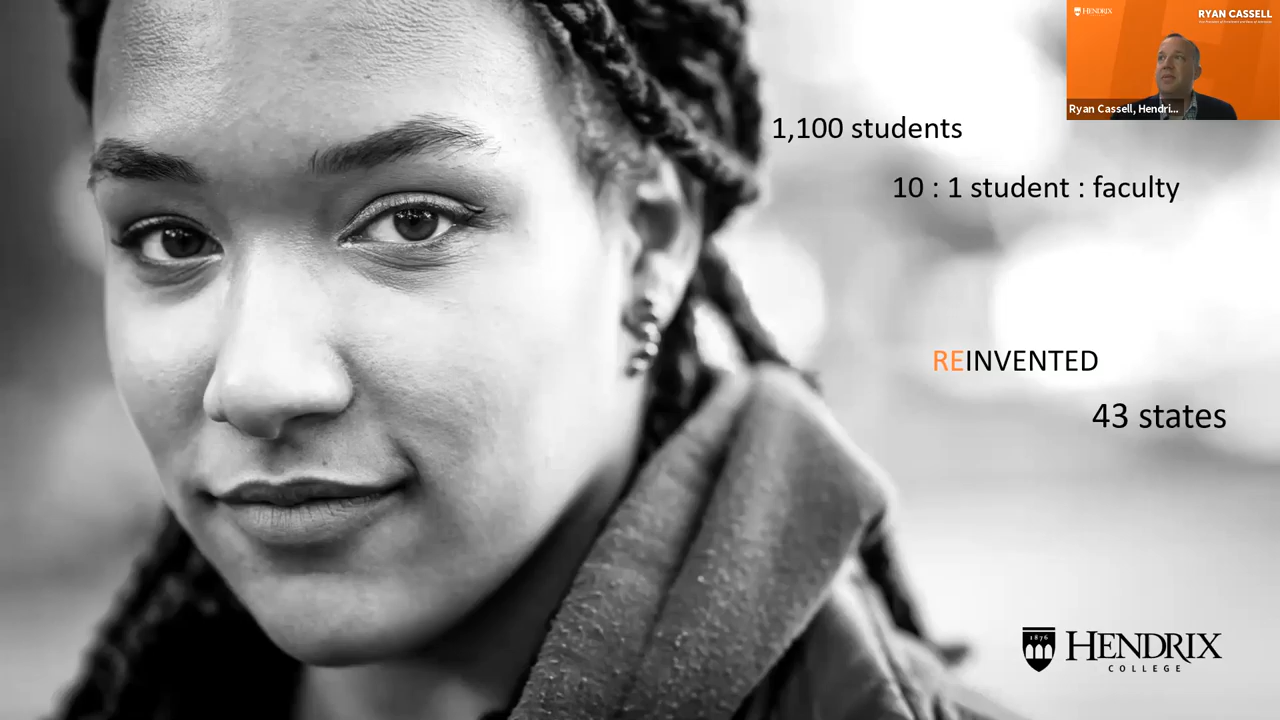 HENDRIX
RYAN CASSELL
Ryan Cassell, Hendri...
1,100 students
10 : 1 student : faculty
REINVENTED
43 states
1876
HENDRIX
COLLEGE